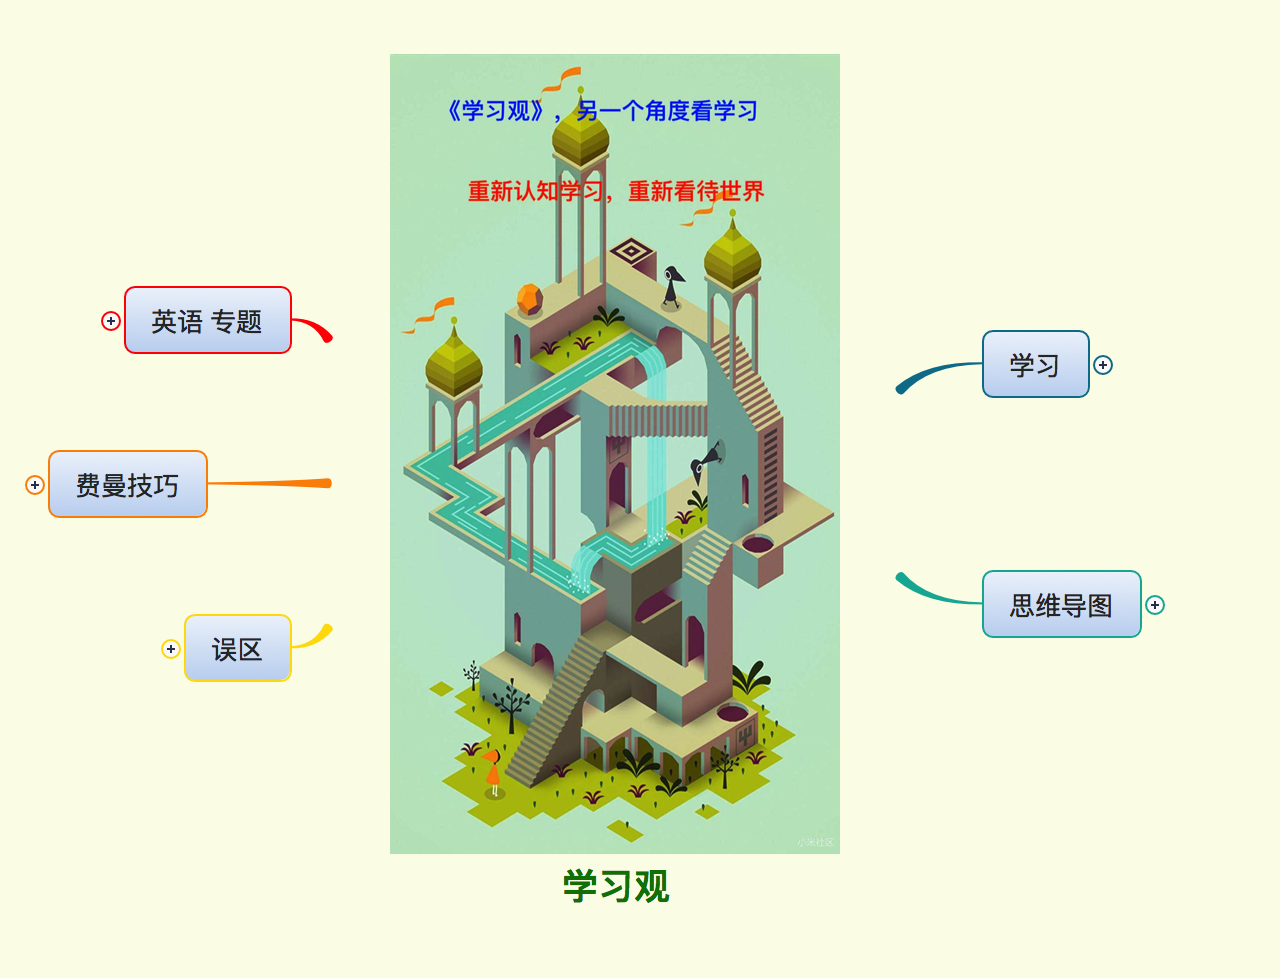 《学习观》，另一个角度看学习
重新认知学习，重新看待世界
英语 专题
费曼技巧
误区
学习
思维导图
小米社区
学习观